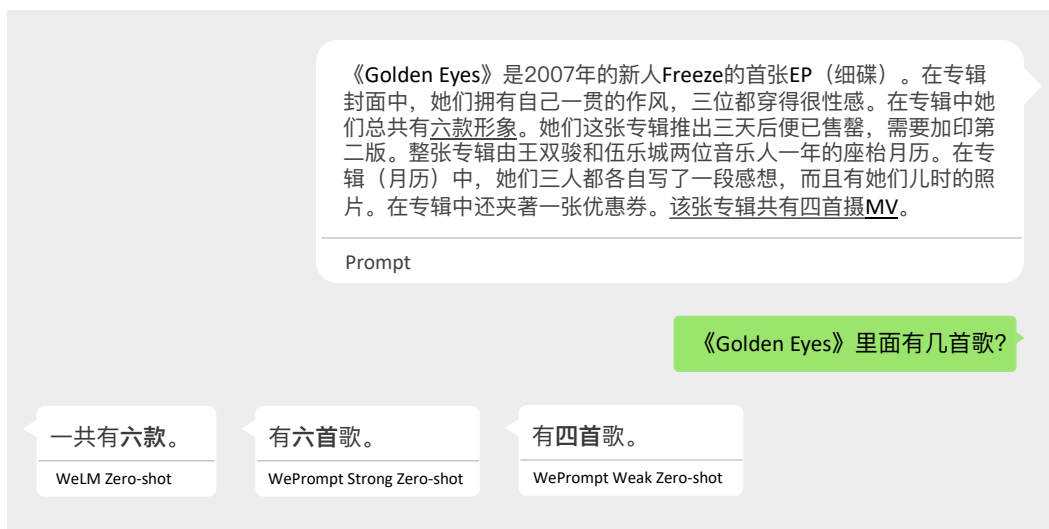 《Golden Eyes》是2007年的新人Freeze的首张EP（细碟）。在专辑
封面中，她们拥有自己一贯的作风，三位都穿得很性感。在专辑中她
们总共有六款形象。她们这张专辑推出三天后便已售罄，需要加印第
二版。整张专辑由王双骏和伍乐城两位音乐人一年的座枱月历。在专
辑（月历）中，她们三人都各自写了一段感想，而且有她们儿时的照
片。在专辑中还夹著一张优惠券。该张专辑共有四首摄MV。
Prompt
《Golden Eyes》里面有几首歌?
一共有六款。
WeLM Zero-shot
有六首歌。
WePrompt Strong Zero-shot
有四首歌。
WePrompt Weak Zero-shot